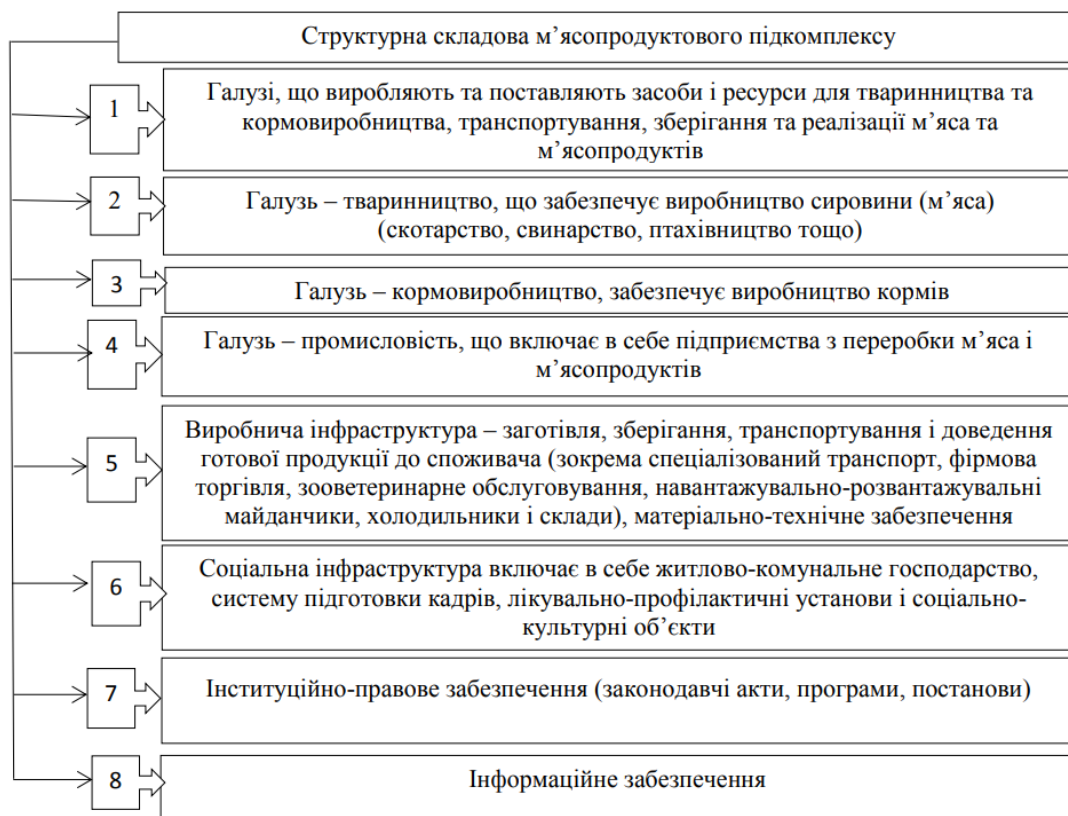 Структурна складова м’ясопродуктового підкомплексу
1
Галузі, що виробляють та поставляють засоби і ресурси для тваринництва та
кормовиробництва, транспортування, зберігання та реалізації м’яса та
м’ясопродуктів
2
Галузь – тваринництво, що забезпечує виробництво сировини (м’яса)
(скотарство, свинарство, птахівництво тощо)
3
Галузь – кормовиробництво, забезпечує виробництво кормів
4
Галузь – промисловість, що включає в себе підприємства з переробки м’яса і
м’ясопродуктів
5
Виробнича інфраструктура – заготівля, зберігання, транспортування і доведення
готової продукції до споживача (зокрема спеціалізований транспорт, фірмова
торгівля, зооветеринарне обслуговування, навантажувально-розвантажувальні
майданчики, холодильники і склади), матеріально-технічне забезпечення
6
Соціальна інфраструктура включає в себе житлово-комунальне господарство,
систему підготовки кадрів, лікувально-профілактичні установи і соціально-
культурні об’єкти
7
Інституційно-правове забезпечення (законодавчі акти, програми, постанови)
8
Інформаційне забезпечення